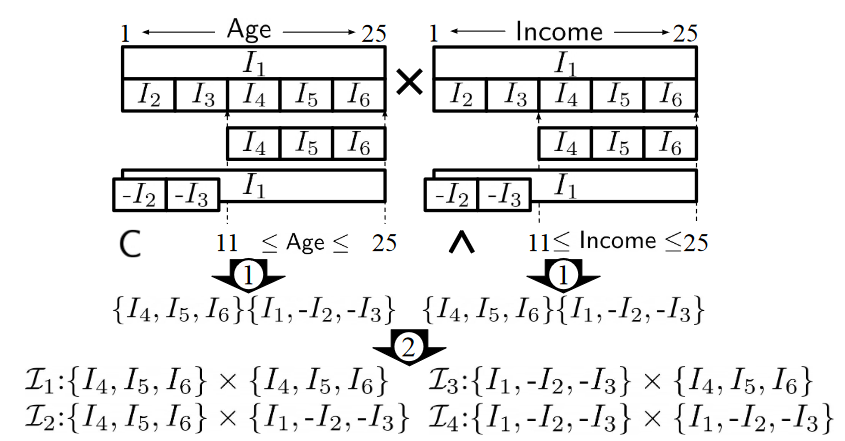 1 Age 25 1 Income 25
I₁ I₁
I₂ I₃ I₄ I₅ I₆ × I₂ I₃ I₄ I₅ I₆
I₄ I₅ I₆ I₄ I₅ I₆
-I₂ -I₃ I₁ -I₂ -I₃ I₁
C 11 ≤ Age ≤ 25 ∧ 11≤ Income ≤25
1 1
{I₄, I₅, I₆}{I₁, -I₂, -I₃} {I₄, I₅, I₆}{I₁, -I₂, -I₃}
2
ℐ₁:{I₄, I₅, I₆} × {I₄, I₅, I₆} ℐ₃:{I₁, -I₂, -I₃} × {I₄, I₅, I₆}
ℐ₂:{I₄, I₅, I₆} × {I₁, -I₂, -I₃} ℐ₄:{I₁, -I₂, -I₃} × {I₁, -I₂, -I₃}